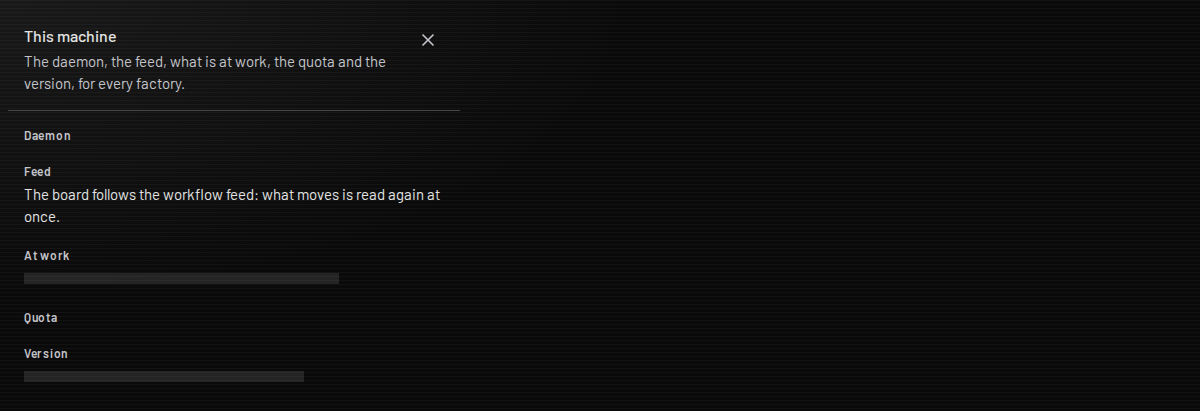 This machine
The daemon, the feed, what is at work, the quota and the
version, for every factory.
Daemon
Feed
The board follows the workflow feed: what moves is read again at
once.
At work
Quota
Version